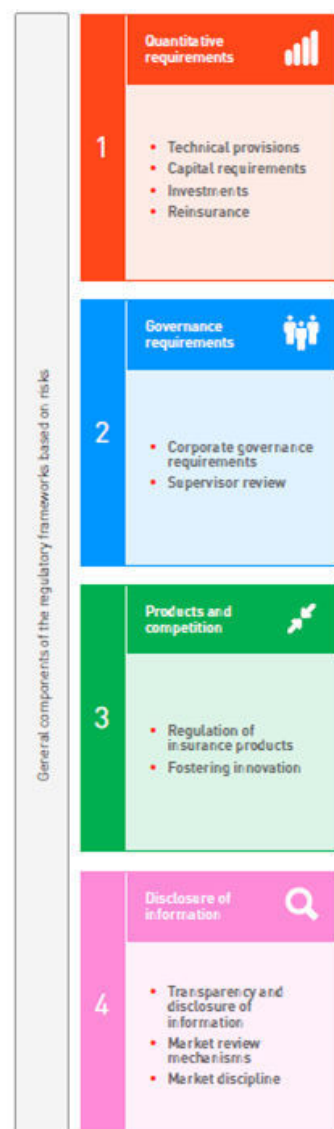 General components of the regulatory frameworks based on risks
1
Quantitative
requirements
• Technical provisions
• Capital requirements
• Investments
• Reinsurance
2
Governance
requirements
• Corporate governance
requirements
• Supervisor review
3
Products and
competition
• Regulation of
insurance products
• Fostering innovation
4
Disclosure of
information
• Transparency and
disclosure of
information
• Market review
mechanisms
• Market discipline